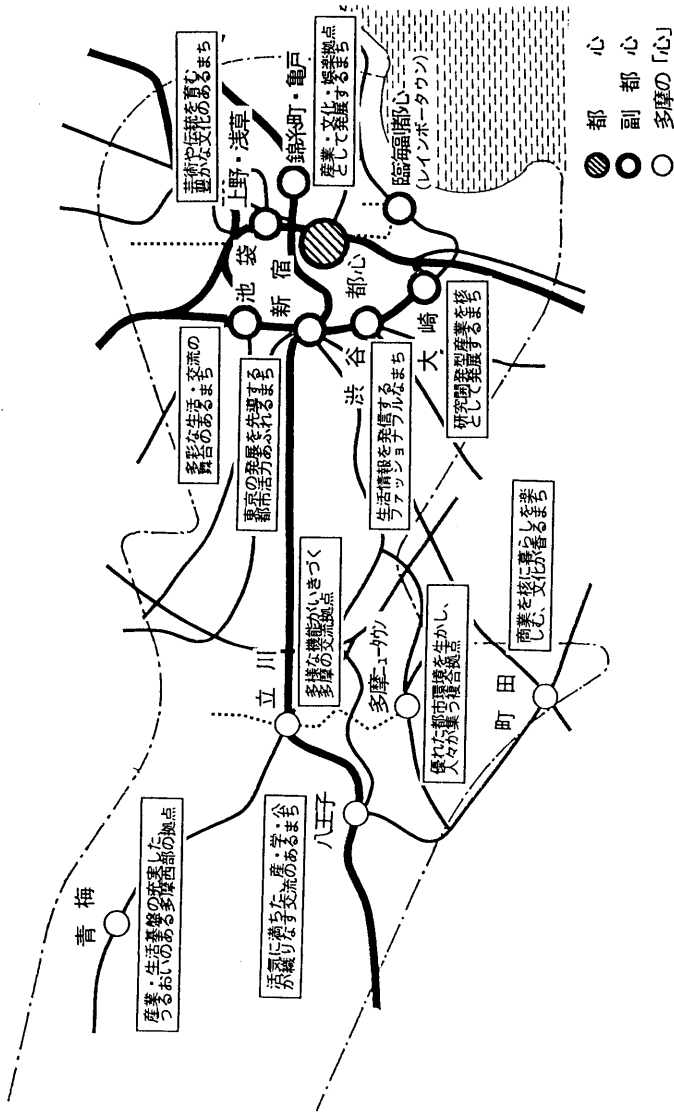 青梅
産業・生活基盤の充実した
うるおいのある多摩西部の拠点
活気に満ちた、産・学・公
が織りなす交流のあるまち
八王子
立川
多様な機能がいきづく
多摩の交流拠点
多摩ニュータウン
優れた都市環境を生かし、
人々が集う複合拠点
町田
商業を核に暮らしを楽
しむ、文化が香るまち
多彩な生活・交流の
舞台のあるまち
池袋
東京の発展を先導する
都市活力あふれるまち
新宿
生活情報を発信する
ファッショナブルなまち
渋谷
研究開発型産業を核
として発展するまち
大崎
都心
芸術や伝統を育む
豊かな文化のあるまち
上野・浅草
錦糸町・亀戸
産業・文化・娯楽拠点
として発展するまち
臨海副都心
(レインボータウン)
都心
副都心
多摩の「心」